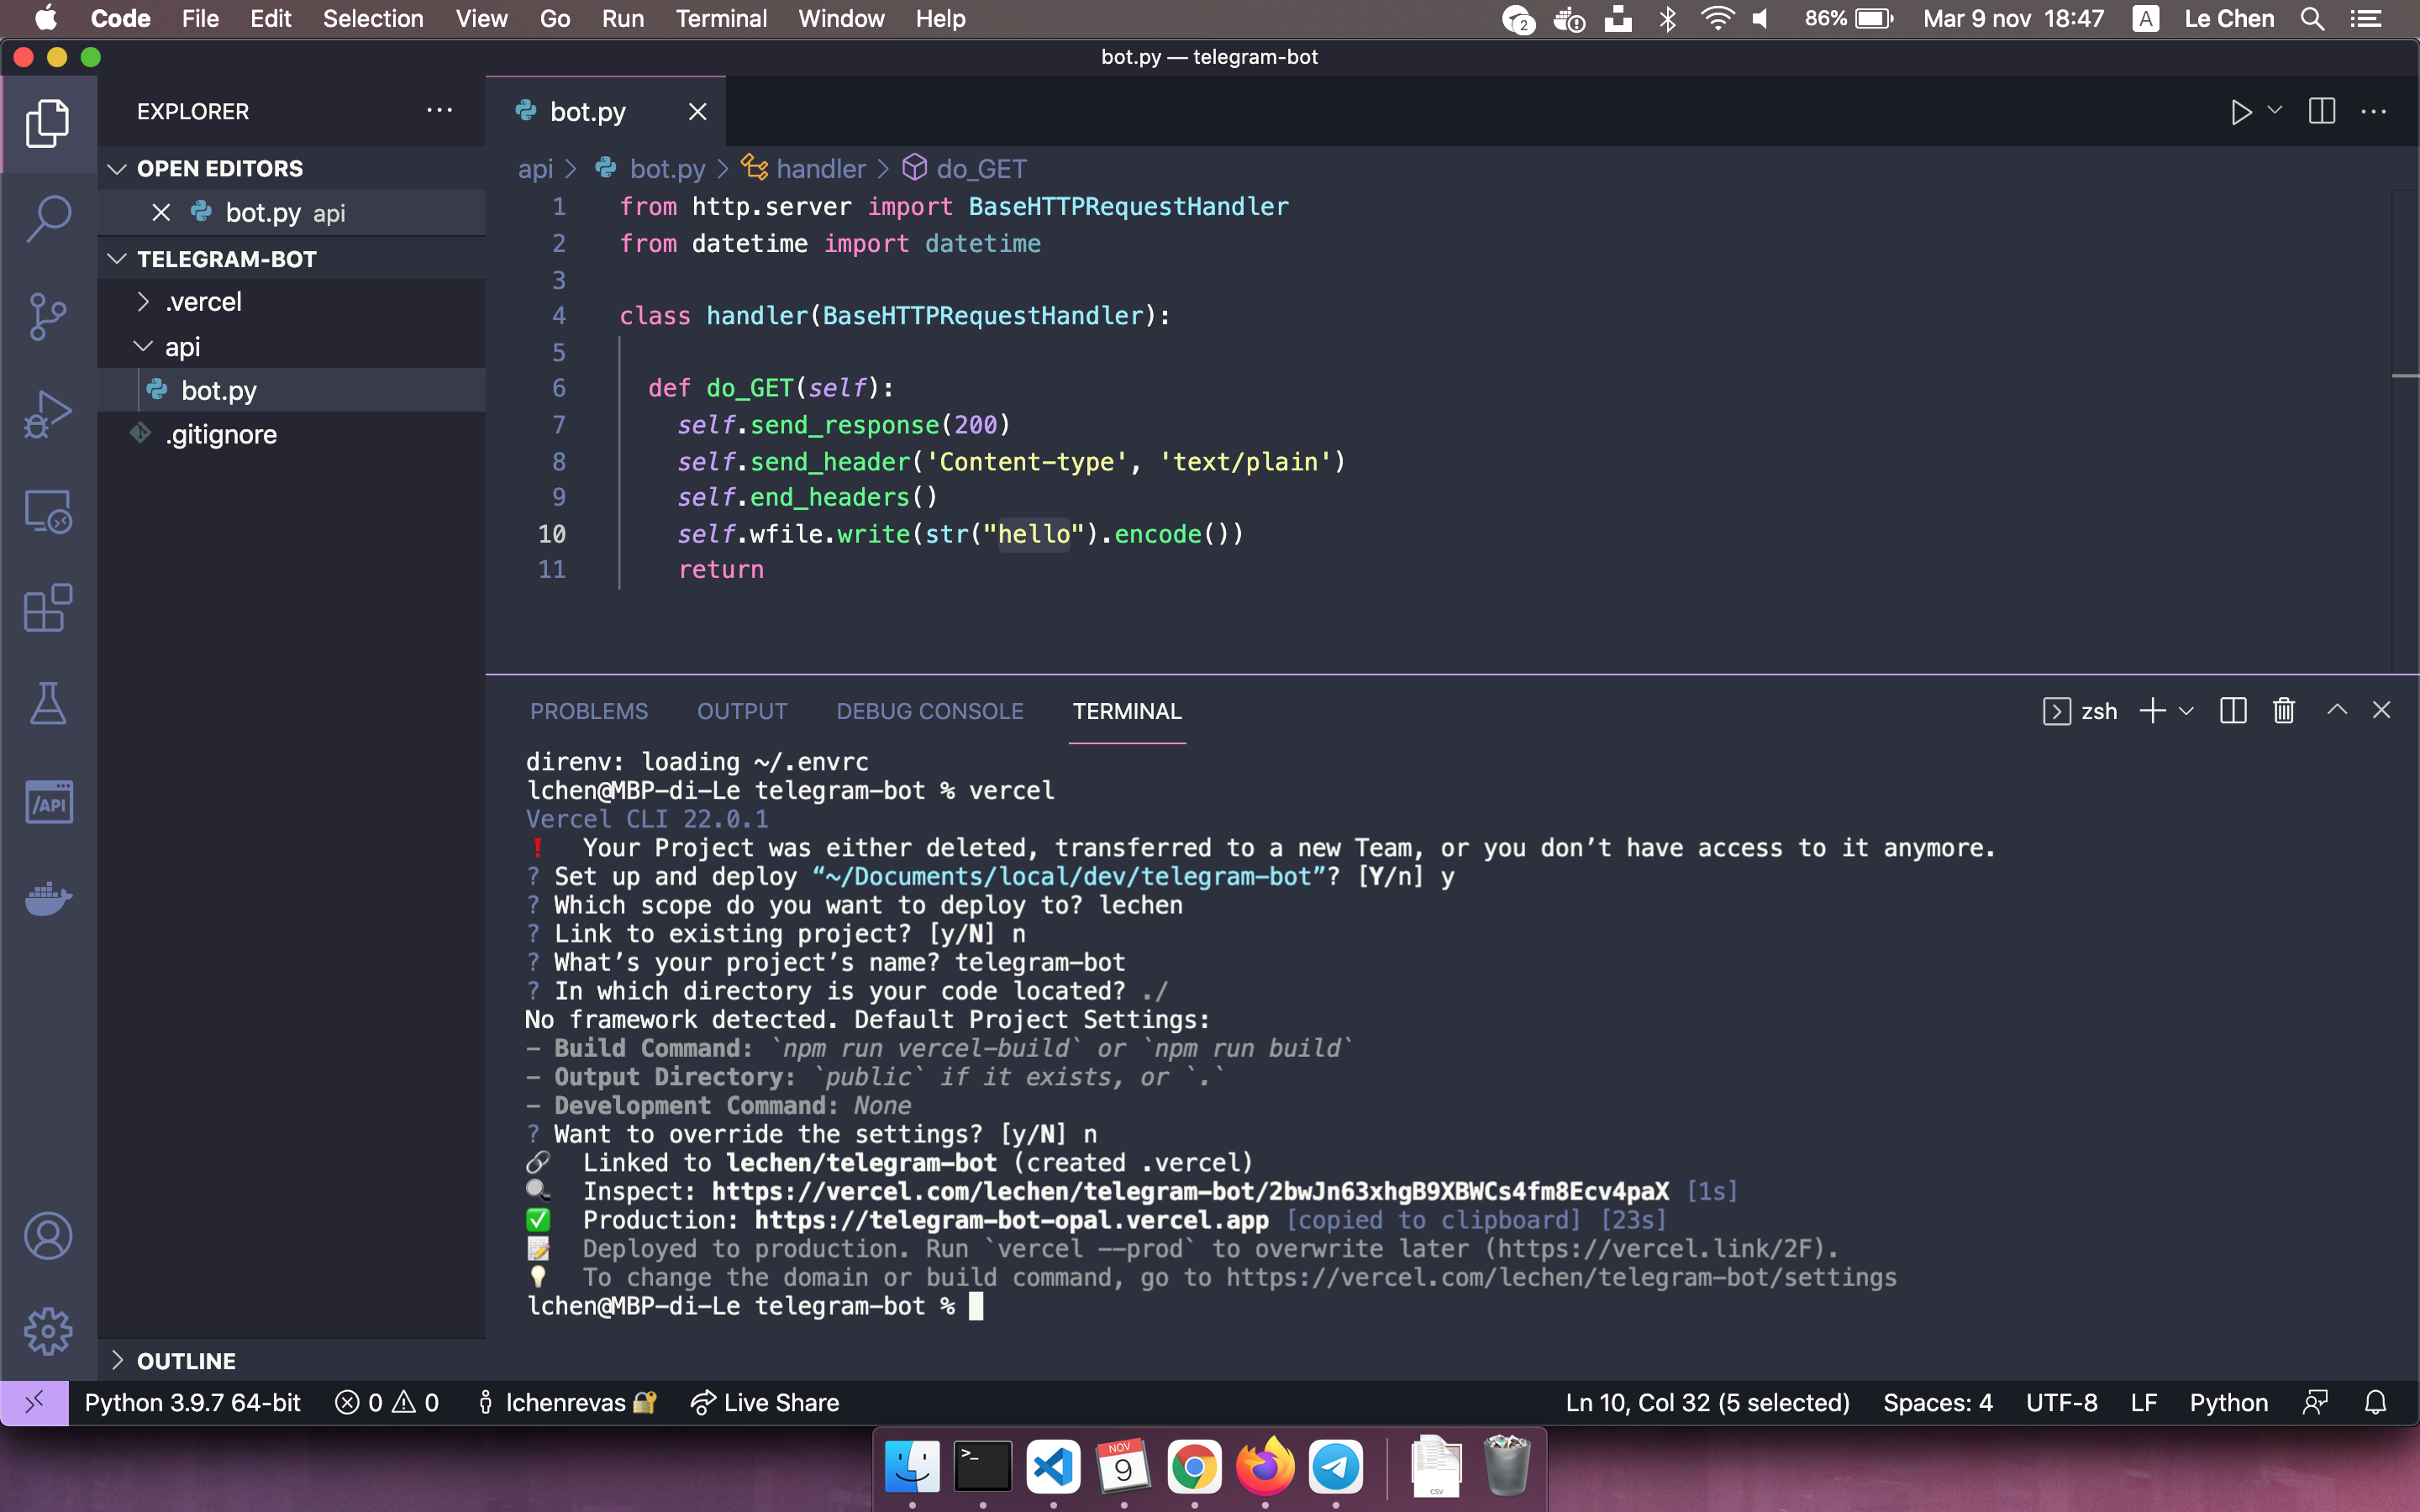 Code File Edit Selection View Go Run Terminal Window Help
2 86% Mar 9 nov 18:47 A Le Chen
bot.py — telegram-bot
EXPLORER
OPEN EDITORS
bot.py api
TELEGRAM-BOT
.vercel
api
bot.py
.gitignore
OUTLINE
/API
bot.py
api > bot.py > handler > do_GET
1 from http.server import BaseHTTPRequestHandler
2 from datetime import datetime
3
4 class handler(BaseHTTPRequestHandler):
5
6 def do_GET(self):
7 self.send_response(200)
8 self.send_header('Content-type', 'text/plain')
9 self.end_headers()
10 self.wfile.write(str("hello").encode())
11 return
PROBLEMS OUTPUT DEBUG CONSOLE TERMINAL
zsh
direnv: loading ~/.envrc
lchen@MBP-di-Le telegram-bot % vercel
Vercel CLI 22.0.1
❗ Your Project was either deleted, transferred to a new Team, or you don’t have access to it anymore.
? Set up and deploy “~/Documents/local/dev/telegram-bot”? [Y/n] y
? Which scope do you want to deploy to? lechen
? Link to existing project? [y/N] n
? What’s your project’s name? telegram-bot
? In which directory is your code located? ./
No framework detected. Default Project Settings:
- Build Command: `npm run vercel-build` or `npm run build`
- Output Directory: `public` if it exists, or `.`
- Development Command: None
? Want to override the settings? [y/N] n
🔗 Linked to lechen/telegram-bot (created .vercel)
🔍 Inspect: https://vercel.com/lechen/telegram-bot/2bwJn63xhgB9XBWCs4fm8Ecv4paX [1s]
✅ Production: https://telegram-bot-opal.vercel.app [copied to clipboard] [23s]
📝 Deployed to production. Run `vercel --prod` to overwrite later (https://vercel.link/2F).
💡 To change the domain or build command, go to https://vercel.com/lechen/telegram-bot/settings
lchen@MBP-di-Le telegram-bot %
Python 3.9.7 64-bit 0 0 lchenrevas 🔐 Live Share
Ln 10, Col 32 (5 selected) Spaces: 4 UTF-8 LF Python
>_
NOV
9
CSV